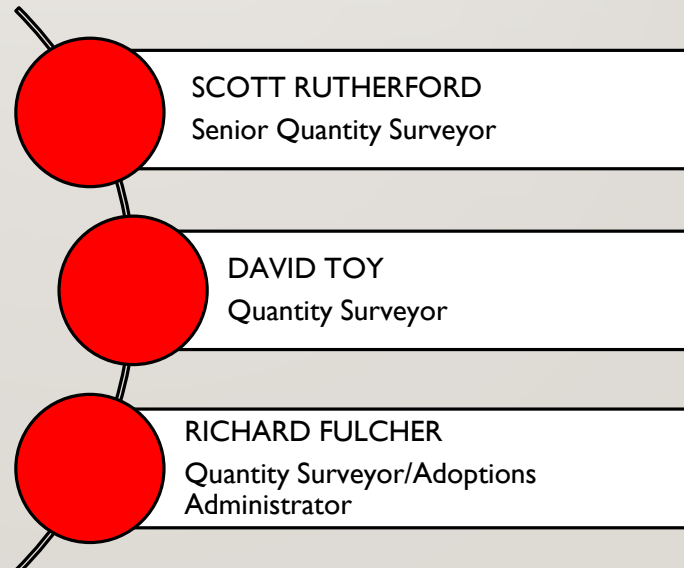 SCOTT RUTHERFORD
Senior Quantity Surveyor
DAVID TOY
Quantity Surveyor
RICHARD FULCHER
Quantity Surveyor/Adoptions
Administrator